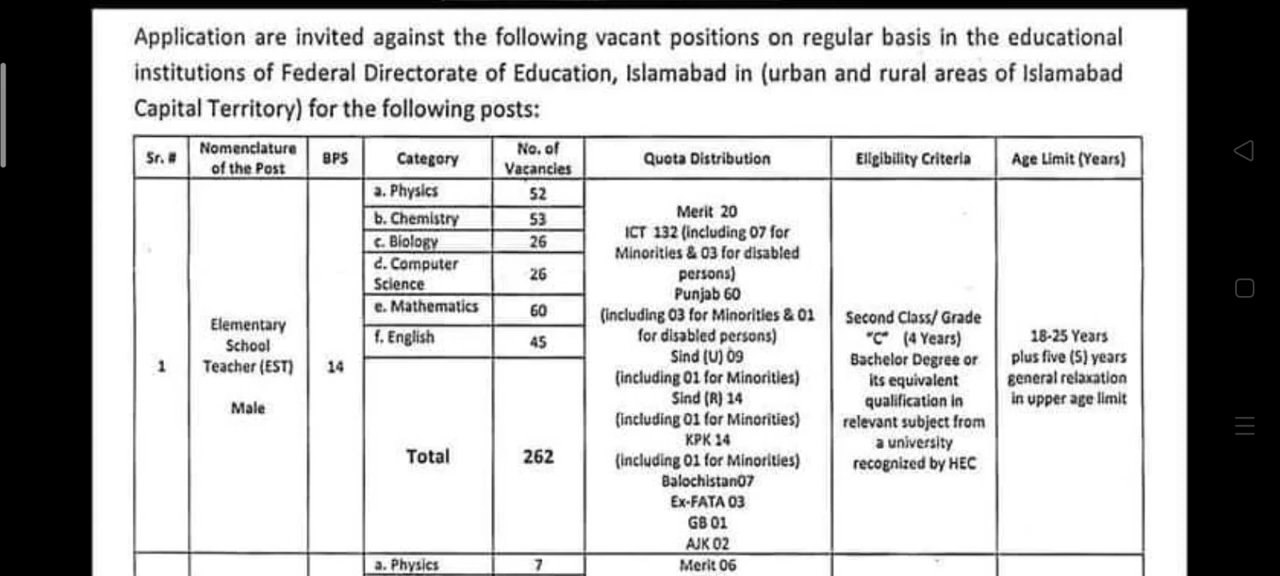 Application are invited against the following vacant positions on regular basis in the educational
institutions of Federal Directorate of Education, Islamabad in (urban and rural areas of Islamabad
Capital Territory) for the following posts:
Sr. #
Nomenclature
of the Post
BPS
Category
No. of
Vacancies
Quota Distribution
Eligibility Criteria
Age Limit (Years)
1
Elementary
School
Teacher (EST)
Male
14
a. Physics
52
b. Chemistry
53
c. Biology
26
d. Computer
Science
26
e. Mathematics
60
f. English
45
Total
262
Merit 20
ICT 132 (including 07 for
Minorities & 03 for disabled
persons)
Punjab 60
(including 03 for Minorities & 01
for disabled persons)
Sind (U) 09
(including 01 for Minorities)
Sind (R) 14
(including 01 for Minorities)
KPK 14
(including 01 for Minorities)
Balochistan07
Ex-FATA 03
GB 01
AJK 02
Second Class/ Grade
"C" (4 Years)
Bachelor Degree or
its equivalent
qualification in
relevant subject from
a university
recognized by HEC
18-25 Years
plus five (5) years
general relaxation
in upper age limit
a. Physics
7
Merit 06